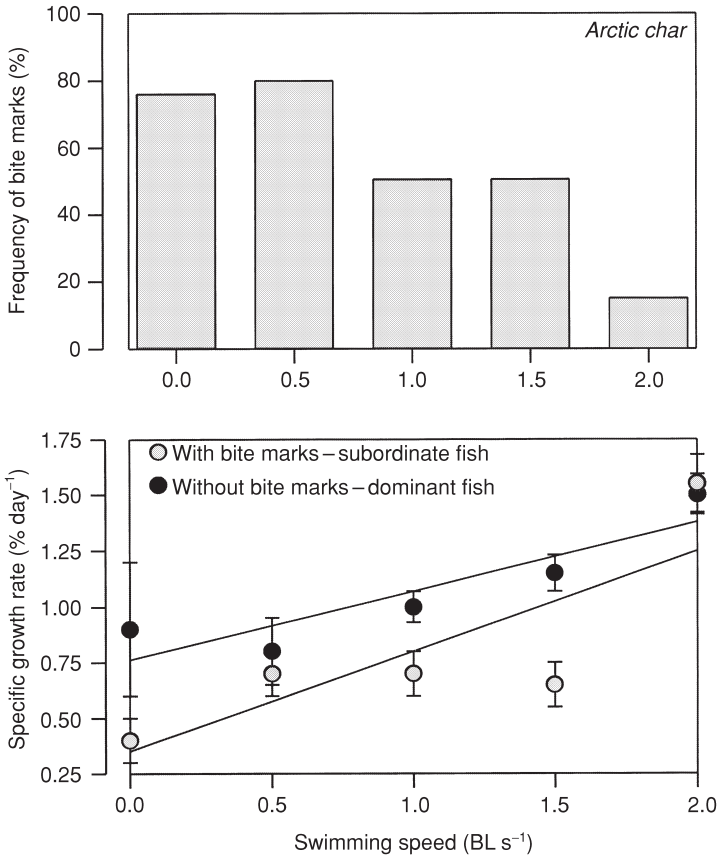 Arctic char
Frequency of bite marks (%)
100
80
60
40
20
0
0.0 0.5 1.0 1.5 2.0
With bite marks – subordinate fish
Without bite marks – dominant fish
Specific growth rate (% day⁻¹)
1.75
1.50
1.25
1.00
0.75
0.50
0.25
0.0 0.5 1.0 1.5 2.0
Swimming speed (BL s⁻¹)